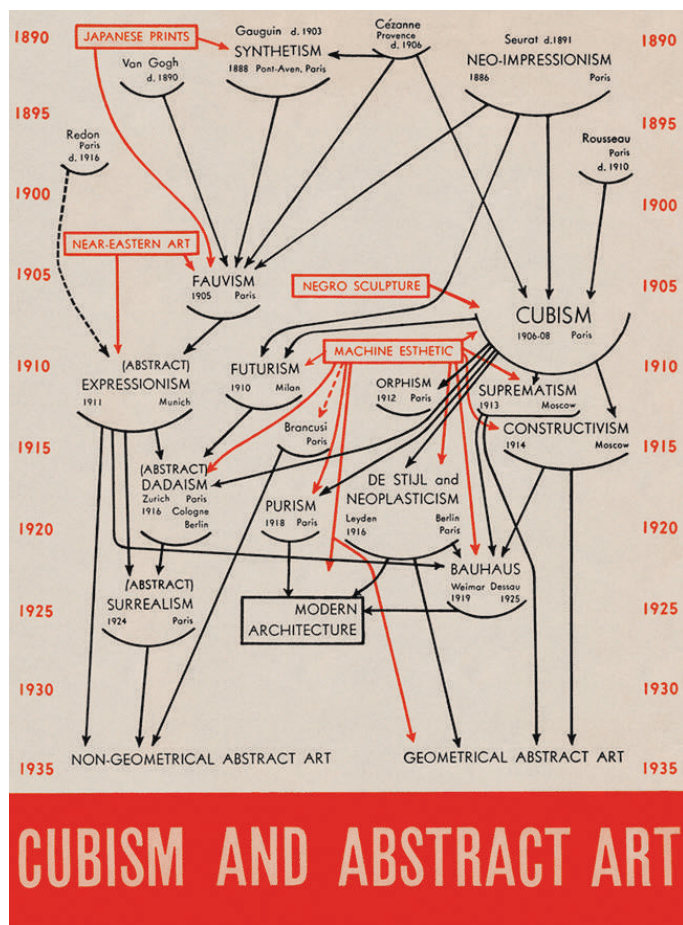 1890
JAPANESE PRINTS
Gauguin d. 1903
SYNTHETISM
1888 Pont-Aven, Paris
Cézanne
Provence
d. 1906
Seurat d.1891
NEO-IMPRESSIONISM
1886 Paris
1890
Van Gogh
d. 1890
1895
1895
Redon
Paris
d. 1916
Rousseau
Paris
d. 1910
1900
1900
NEAR-EASTERN ART
1905
FAUVISM
1905 Paris
NEGRO SCULPTURE
1905
CUBISM
1906-08 Paris
MACHINE ESTHETIC
1910
(ABSTRACT)
EXPRESSIONISM
1911 Munich
FUTURISM
1910 Milan
ORPHISM
1912 Paris
SUPREMATISM
1913 Moscow
1910
Brancusi
Paris
CONSTRUCTIVISM
1914 Moscow
1915
1915
(ABSTRACT)
DADAISM
Zurich Paris
1916 Cologne
Berlin
PURISM
1918 Paris
DE STIJL and
NEOPLASTICISM
Leyden Berlin
1916 Paris
1920
1920
BAUHAUS
Weimar Dessau
1919 1925
(ABSTRACT)
SURREALISM
1924 Paris
MODERN
ARCHITECTURE
1925
1925
1930
1930
NON-GEOMETRICAL ABSTRACT ART
GEOMETRICAL ABSTRACT ART
1935
1935
CUBISM AND ABSTRACT ART